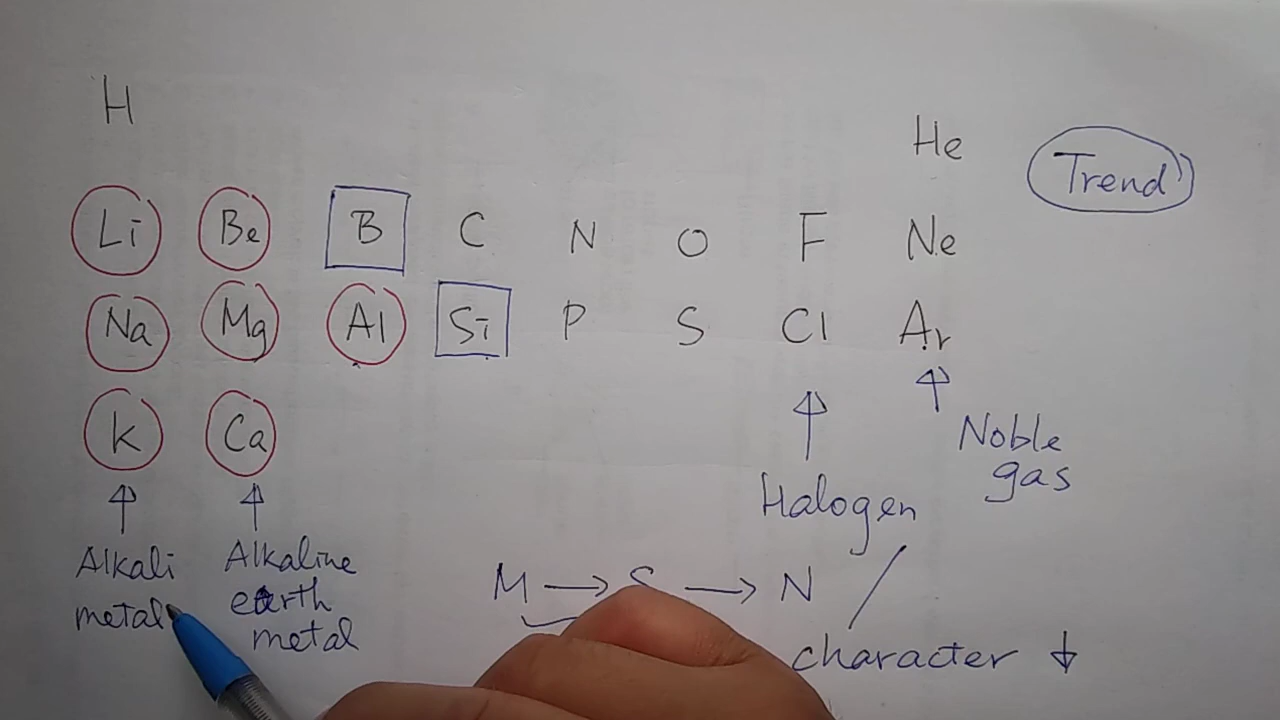 H
He
Trend
Li Be B C N O F Ne
Na Mg Al Si P S Cl Ar
K Ca
Noble
gas
Halogen
Alkali
metal
Alkaline
earth
metal
M → S → N
character ↓